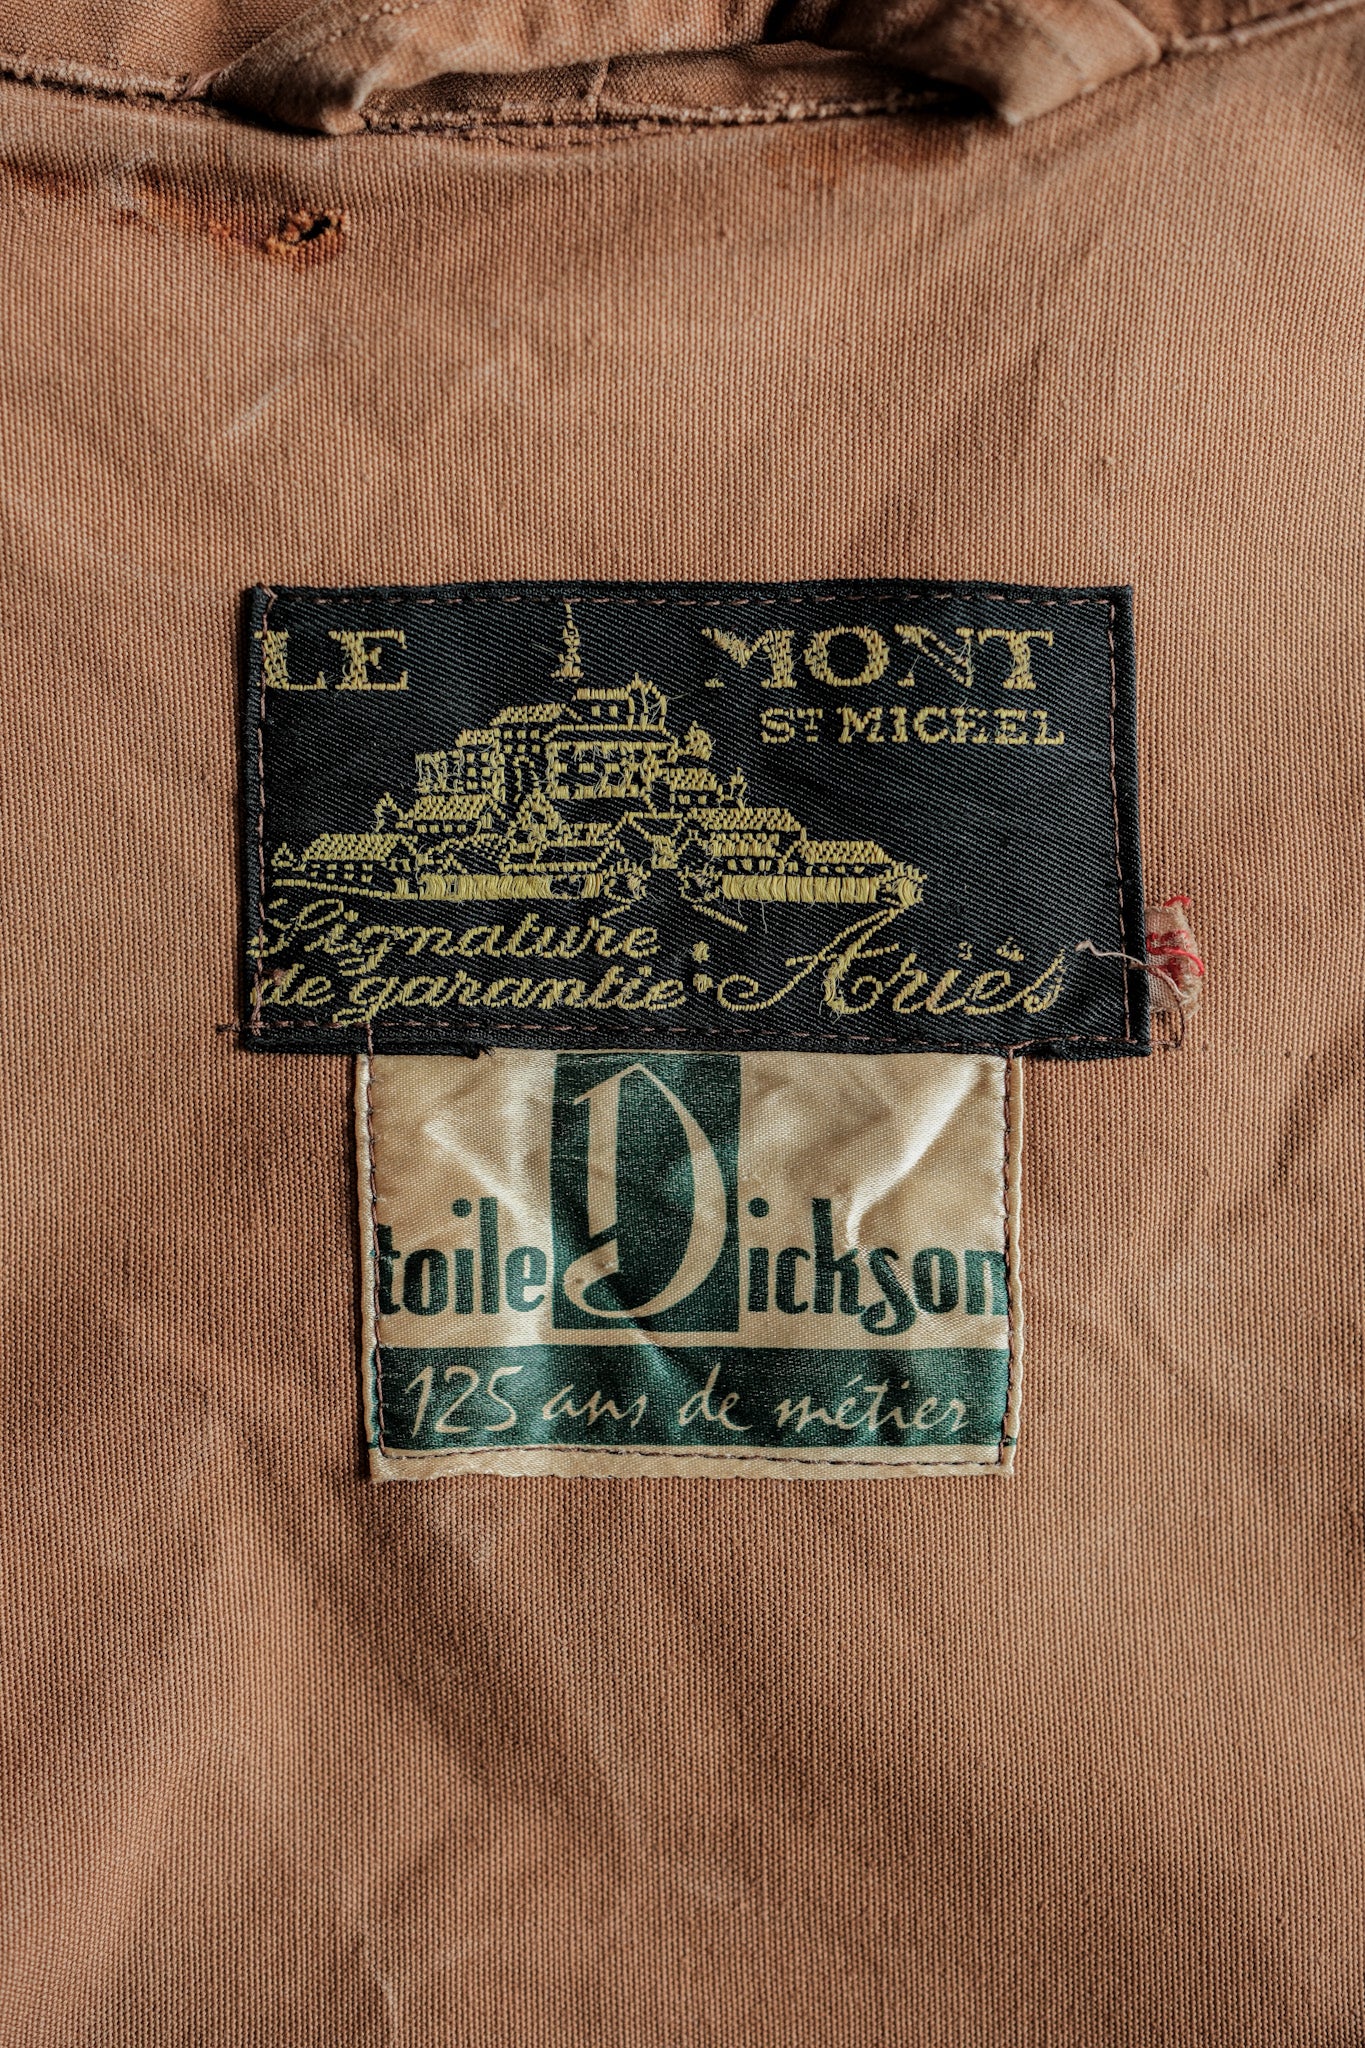 LE MONT
ST MICHEL
Signature
de garantie: Ariès
toile Dickson
125 ans de métier